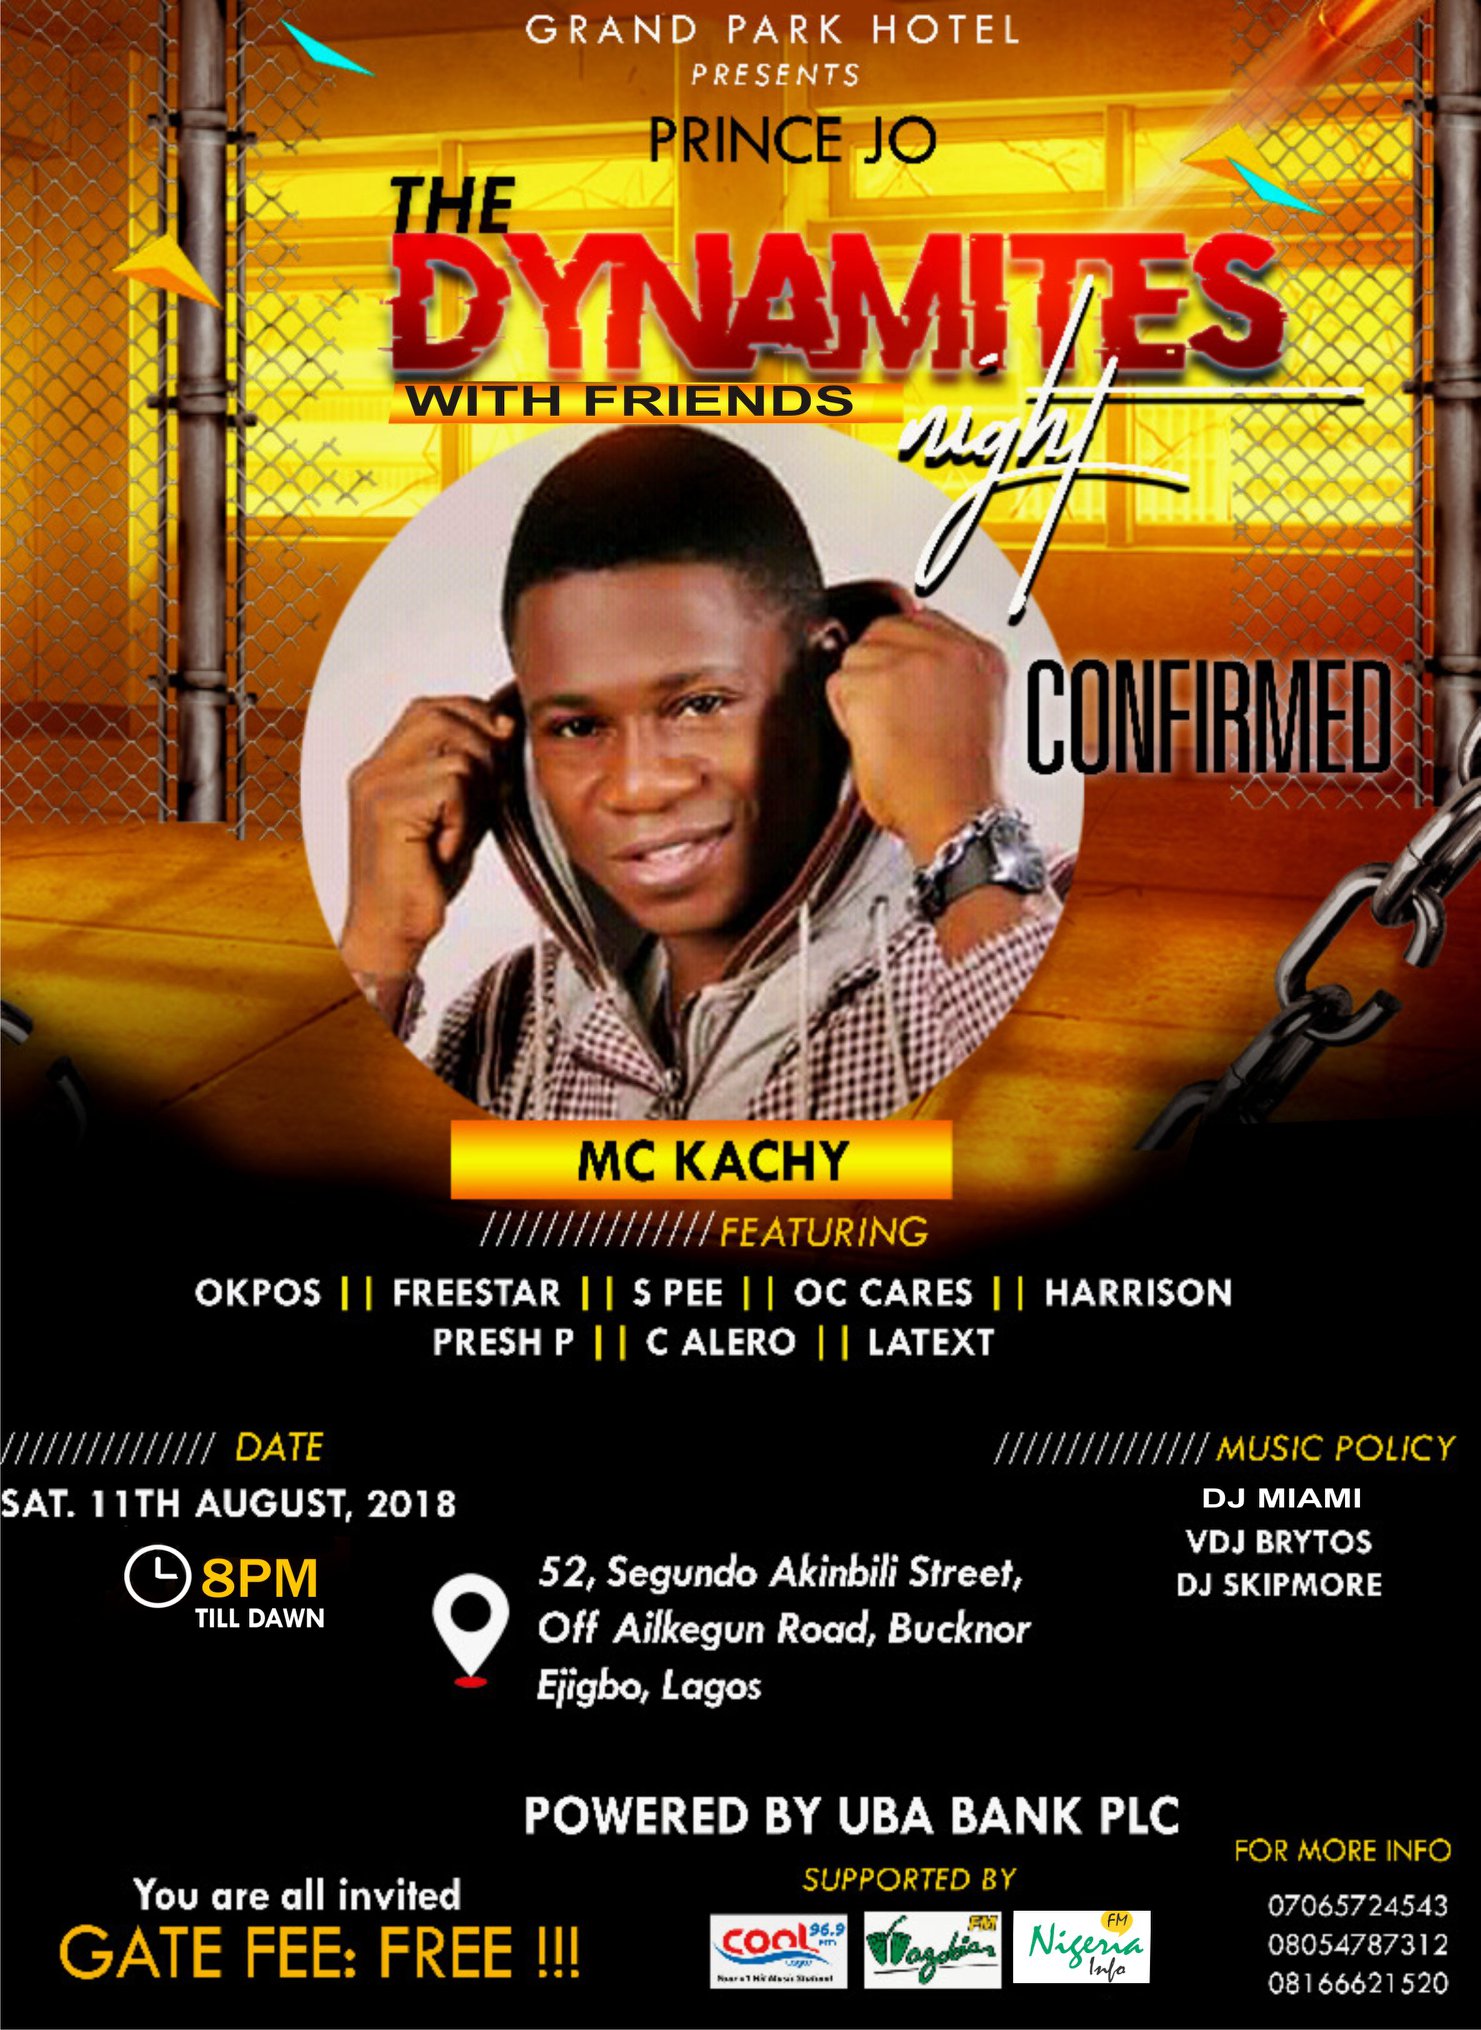 GRAND PARK HOTEL
PRESENTS
PRINCE JO
THE
DYNAMITES
WITH FRIENDS
night
CONFIRMED
MC KACHY
///////////////FEATURING
OKPOS || FREESTAR || S PEE || OC CARES || HARRISON
PRESH P || C ALERO || LATEXT
/////////////// DATE
SAT. 11TH AUGUST, 2018
8PM
TILL DAWN
///////////////MUSIC POLICY
DJ MIAMI
VDJ BRYTOS
DJ SKIPMORE
52, Segundo Akinbili Street,
Off Ailkegun Road, Bucknor
Ejigbo, Lagos
POWERED BY UBA BANK PLC
SUPPORTED BY
cool 96.9 FM
Lagos
Wazobia FM
Nigeria FM
Info
You are all invited
GATE FEE: FREE !!!
FOR MORE INFO
07065724543
08054787312
08166621520